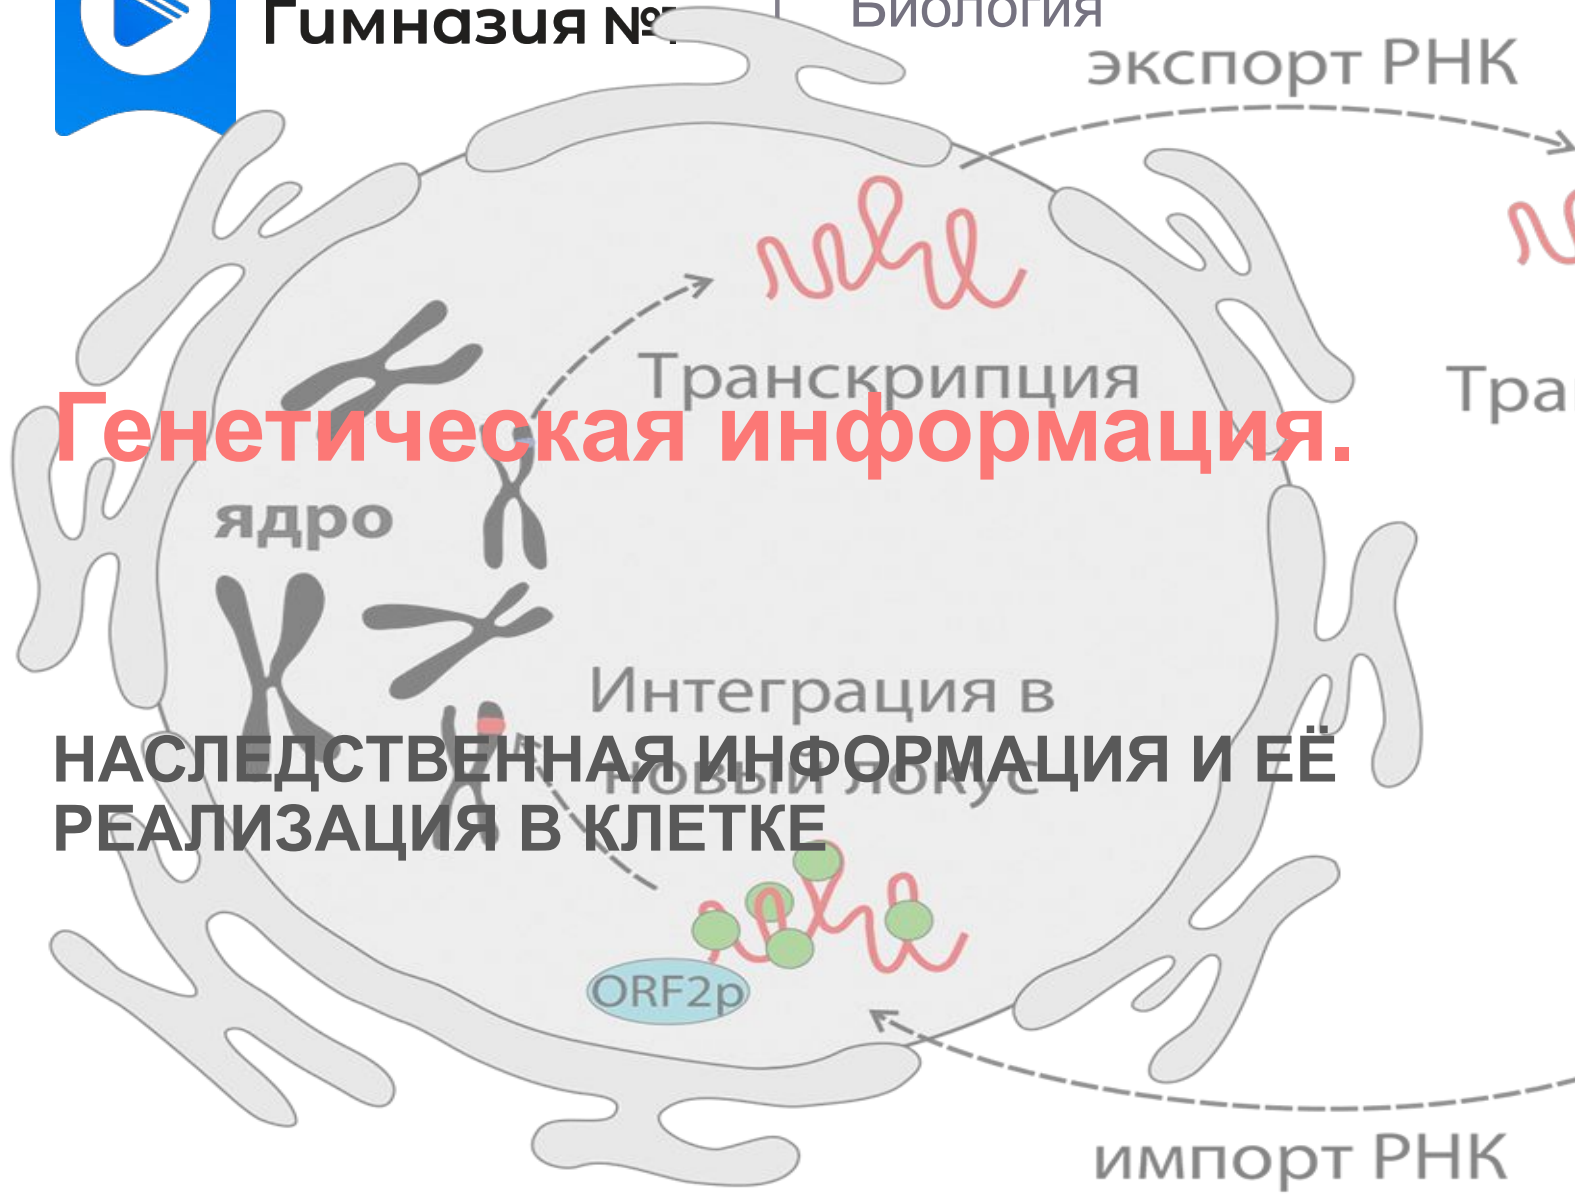 Гимназия №1
Биология
экспорт РНК
Транскрипция
Тра
Генетическая информация.
ядро
Интеграция в
новый локус
НАСЛЕДСТВЕННАЯ ИНФОРМАЦИЯ И ЕЁ
РЕАЛИЗАЦИЯ В КЛЕТКЕ
ORF2p
импорт РНК